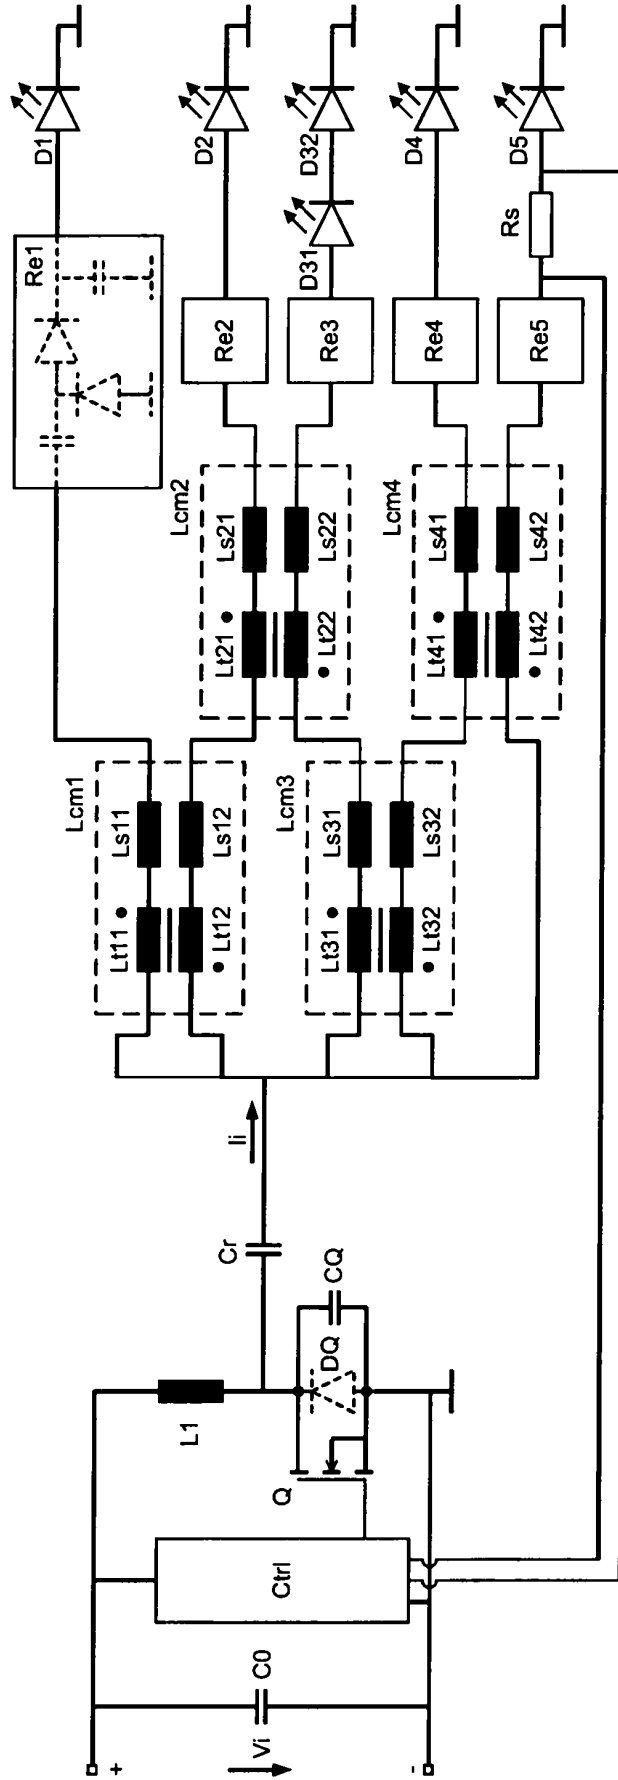 +
-
Vi
C0
Ctrl
Q
L1
DQ
CQ
Cr
Ii
Lcm1
Lt11
Ls11
Lt12
Ls12
Lcm3
Lt31
Ls31
Lt32
Ls32
Lcm2
Lt21
Ls21
Lt22
Ls22
Lcm4
Lt41
Ls41
Lt42
Ls42
Re1
Re2
Re3
Re4
Re5
Rs
D1
D2
D31
D32
D4
D5